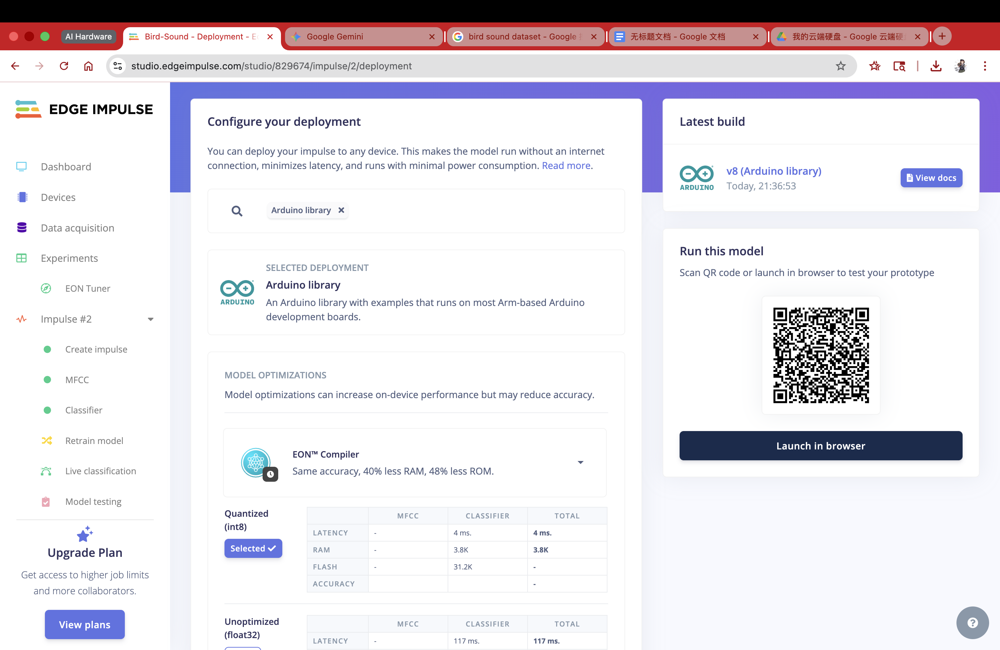 AI Hardware
Bird-Sound - Deployment - E
Google Gemini
bird sound dataset - Google
无标题文档 - Google 文档
我的云端硬盘 - Google 云端硬
studio.edgeimpulse.com/studio/829674/impulse/2/deployment
EDGE IMPULSE
Dashboard
Devices
Data acquisition
Experiments
EON Tuner
Impulse #2
Create impulse
MFCC
Classifier
Retrain model
Live classification
Model testing
Upgrade Plan
Get access to higher job limits
and more collaborators.
View plans
Configure your deployment
You can deploy your impulse to any device. This makes the model run without an internet
connection, minimizes latency, and runs with minimal power consumption. Read more.
Arduino library
SELECTED DEPLOYMENT
Arduino library
ARDUINO
An Arduino library with examples that runs on most Arm-based Arduino
development boards.
MODEL OPTIMIZATIONS
Model optimizations can increase on-device performance but may reduce accuracy.
EON™ Compiler
Same accuracy, 40% less RAM, 48% less ROM.
Quantized
(int8)
Selected
MFCC CLASSIFIER TOTAL
LATENCY - 4 ms. 4 ms.
RAM - 3.8K 3.8K
FLASH - 31.2K -
ACCURACY -
Unoptimized
(float32)
MFCC CLASSIFIER TOTAL
LATENCY - 117 ms. 117 ms.
Latest build
ARDUINO
v8 (Arduino library)
Today, 21:36:53
View docs
Run this model
Scan QR code or launch in browser to test your prototype
Launch in browser
?